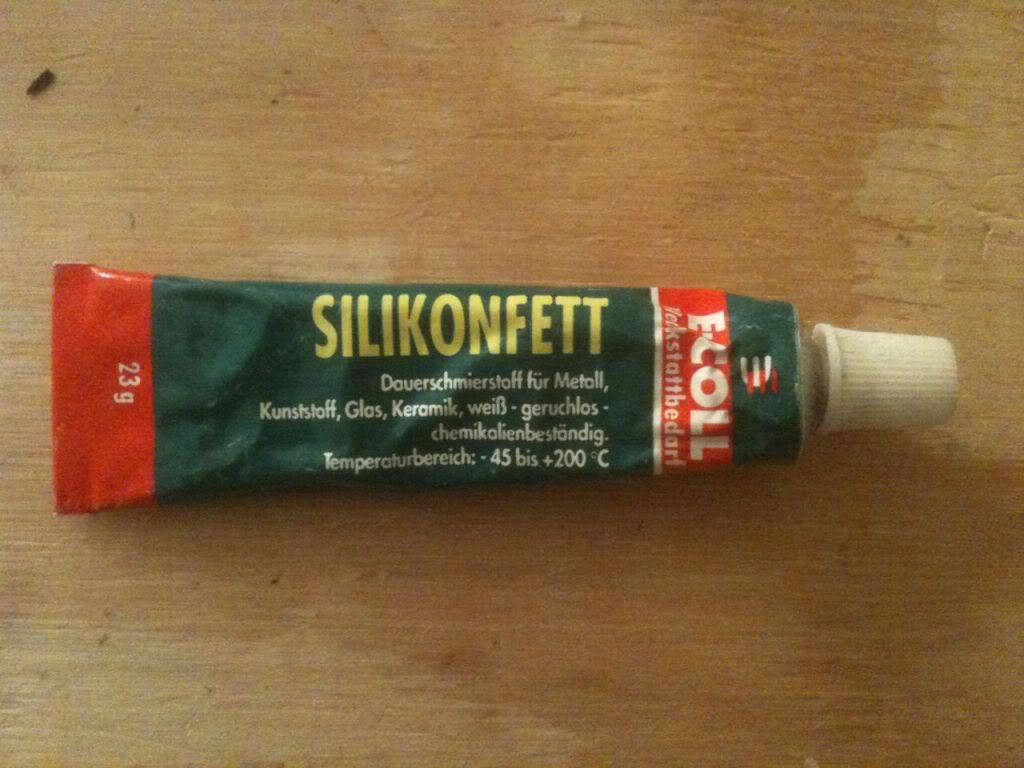 SILIKONFETT
Dauerschmierstoff für Metall,
Kunststoff, Glas, Keramik, weiß - geruchlos -
chemikalienbeständig.
Temperaturbereich: - 45 bis +200 °C
E-COLL
Werkstattbedarf
23 g